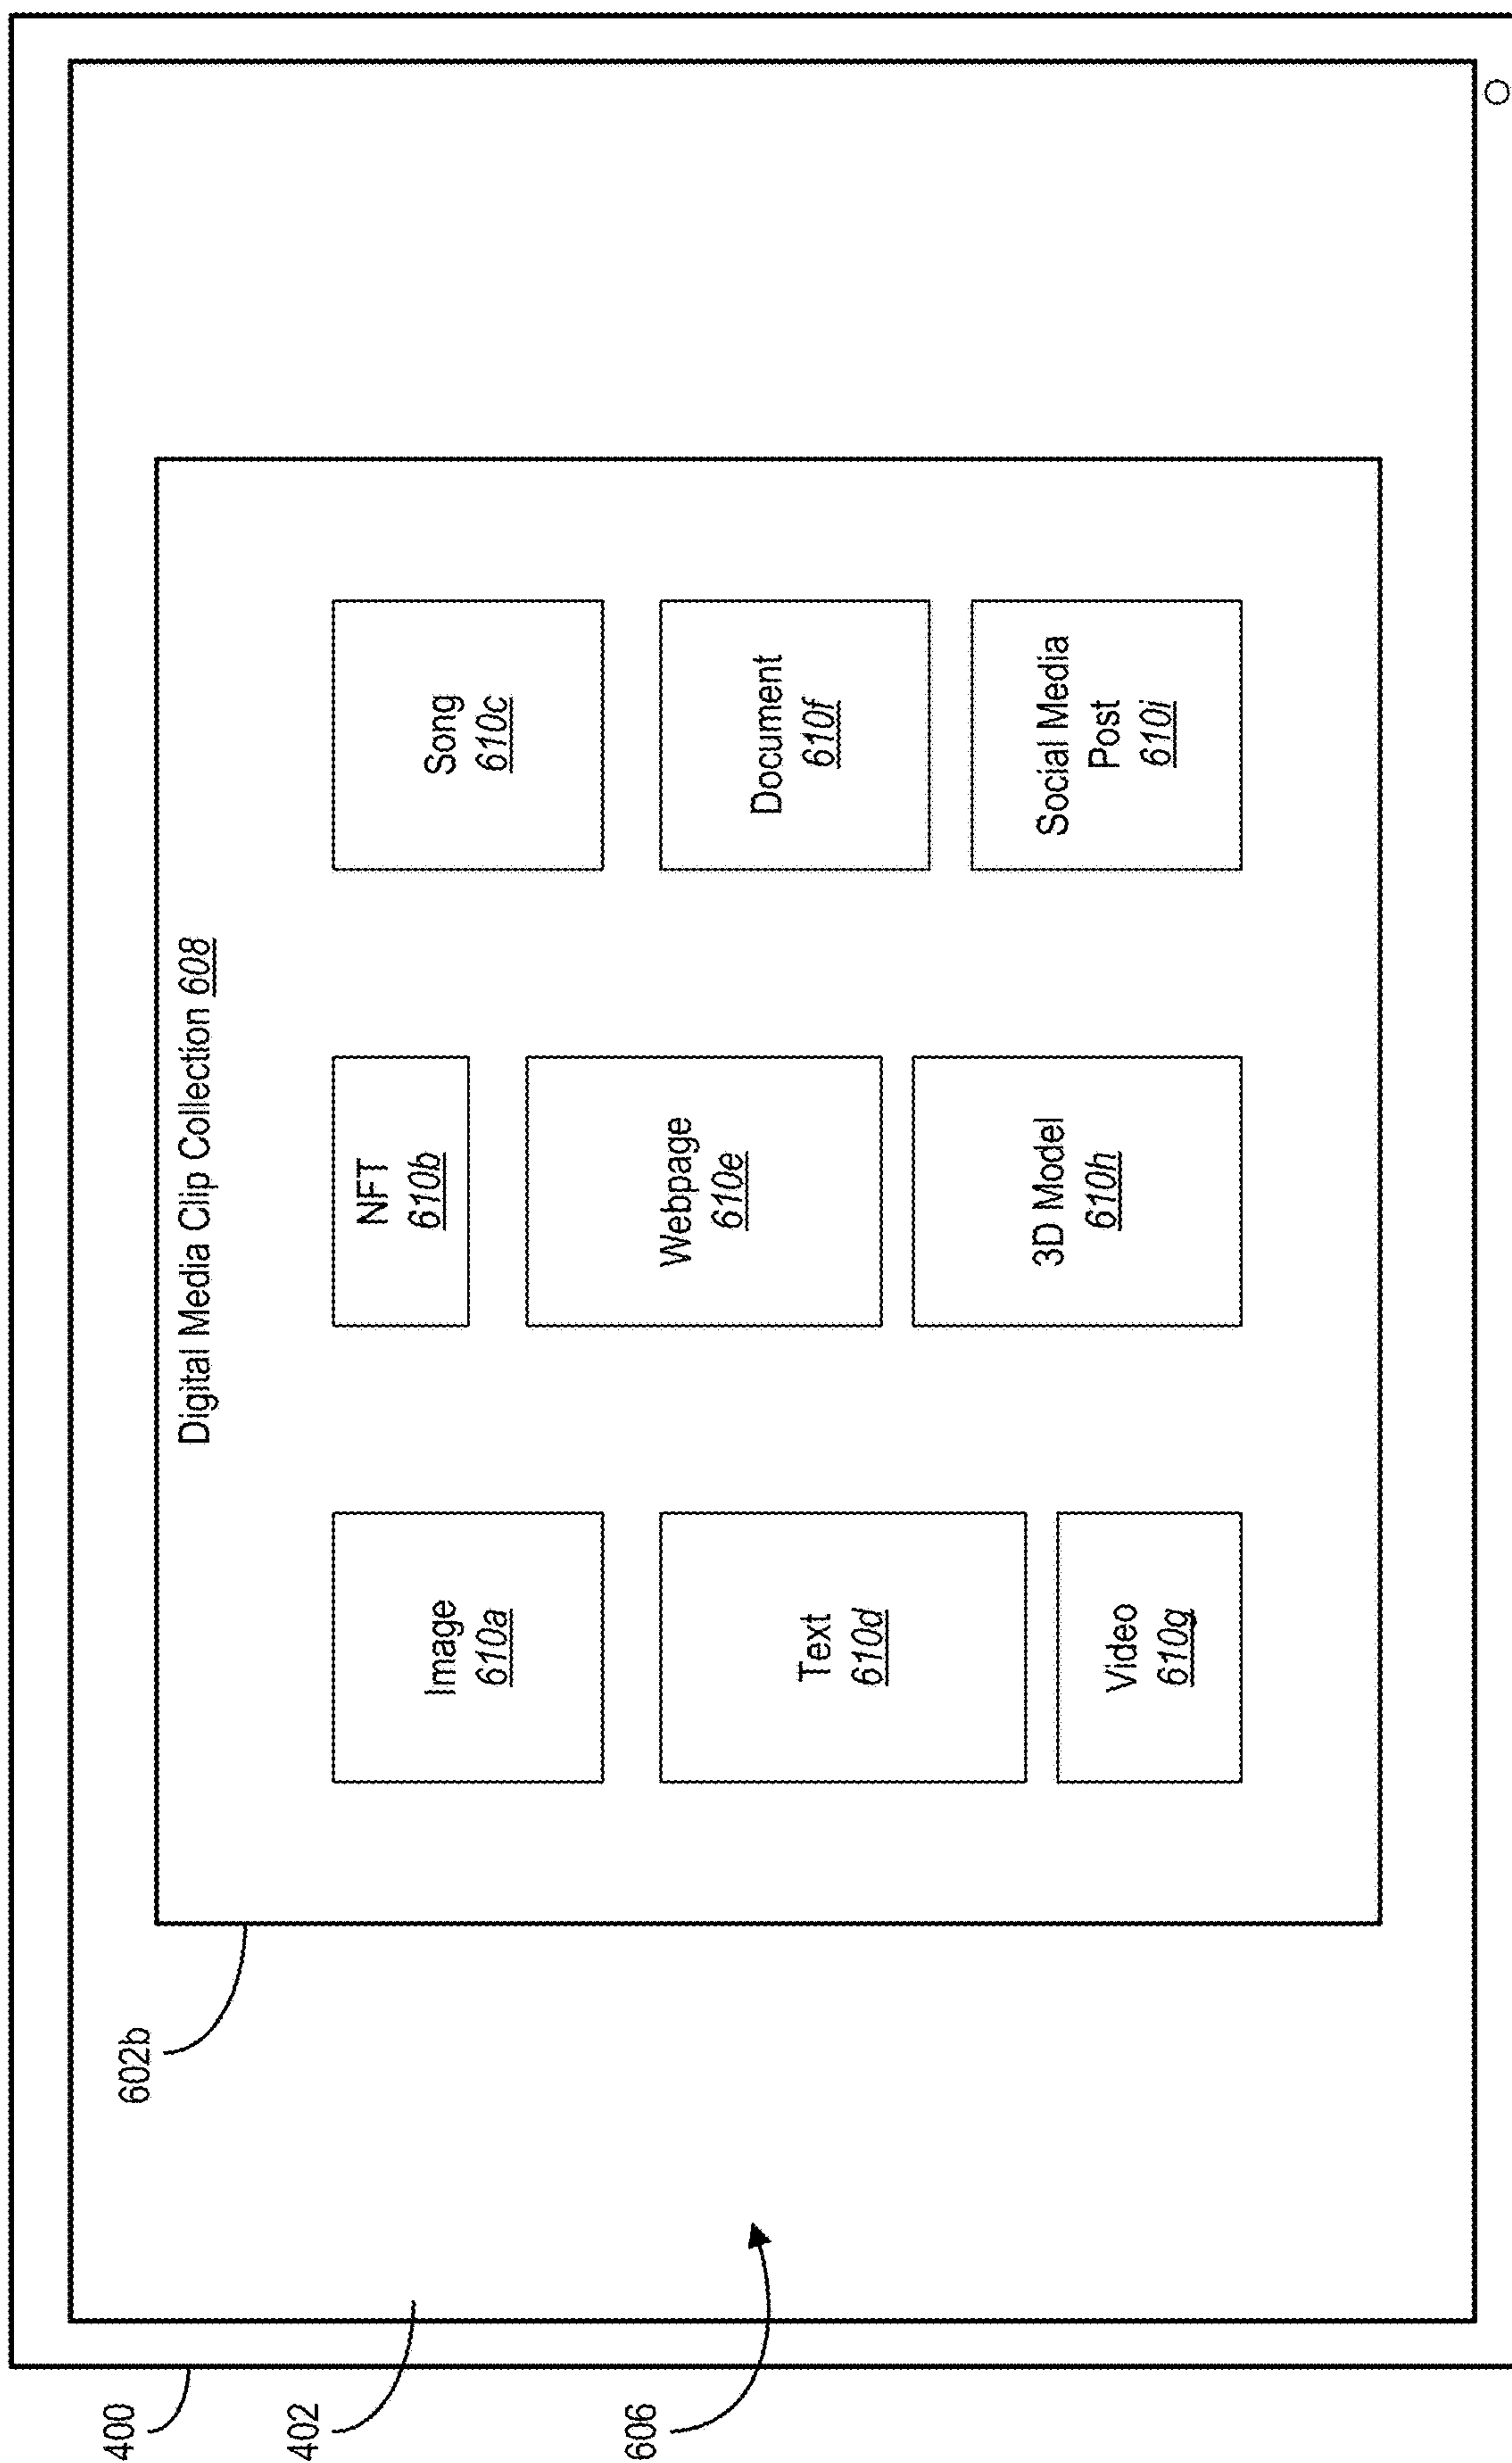 400
402
606
602b
Digital Media Clip Collection 608
Image
610a
NFT
610b
Song
610c
Text
610d
Webpage
610e
Document
610f
Video
610g
3D Model
610h
Social Media
Post
610i